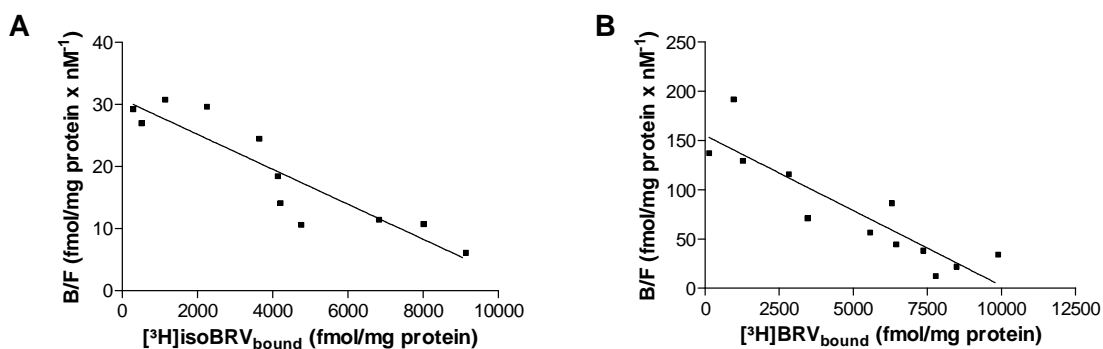 A
B/F (fmol/mg protein x nM⁻¹)
40
30
20
10
0
0 2000 4000 6000 8000 10000
[³H]isoBRVbound (fmol/mg protein)
B
B/F (fmol/mg protein x nM⁻¹)
250
200
150
100
50
0
0 2500 5000 7500 10000 12500
[³H]BRVbound (fmol/mg protein)